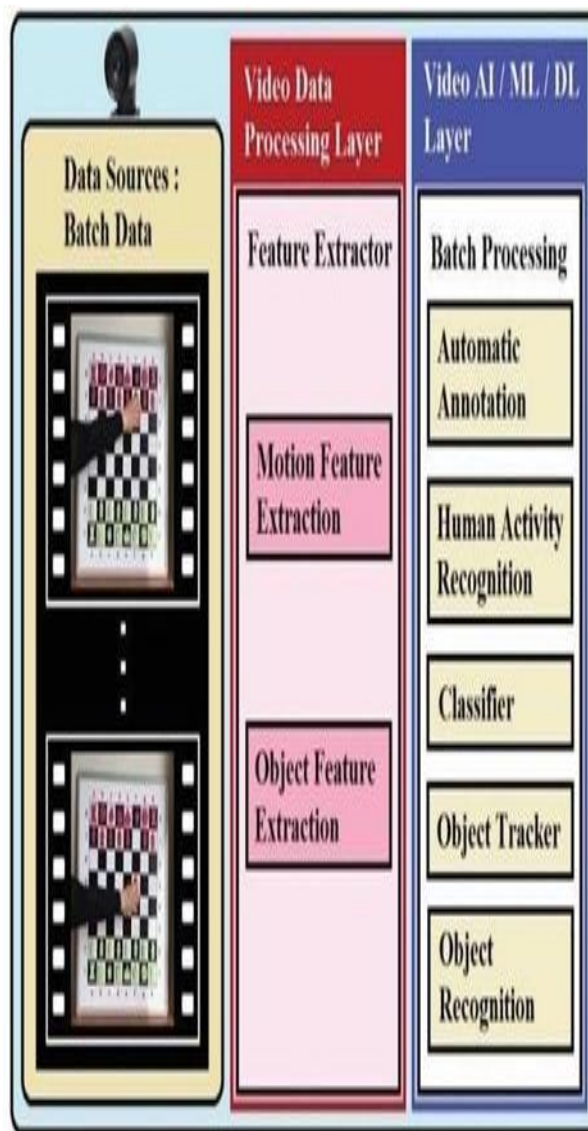 Data Sources :
Batch Data
Video Data
Processing Layer
Feature Extractor
Motion Feature
Extraction
Object Feature
Extraction
Video AI / ML / DL
Layer
Batch Processing
Automatic
Annotation
Human Activity
Recognition
Classifier
Object Tracker
Object
Recognition